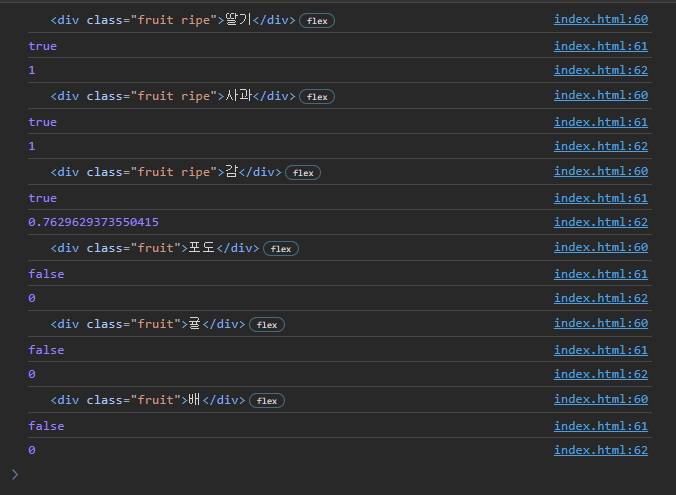 <div class="fruit ripe">딸기</div> flex index.html:60
true index.html:61
1 index.html:62
<div class="fruit ripe">사과</div> flex index.html:60
true index.html:61
1 index.html:62
<div class="fruit ripe">감</div> flex index.html:60
true index.html:61
0.7629629373550415 index.html:62
<div class="fruit">포도</div> flex index.html:60
false index.html:61
0 index.html:62
<div class="fruit">귤</div> flex index.html:60
false index.html:61
0 index.html:62
<div class="fruit">배</div> flex index.html:60
false index.html:61
0 index.html:62
>